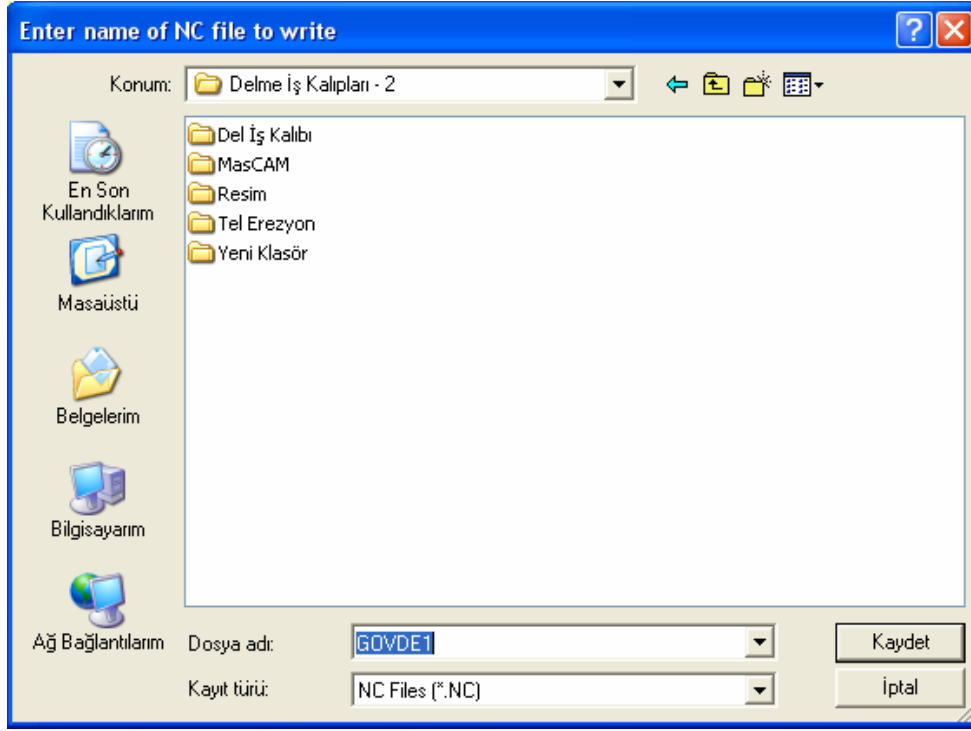 Enter name of NC file to write
Konum: Delme İş Kalıpları - 2
Del İş Kalıbı
MasCAM
Resim
Tel Erezyon
Yeni Klasör
En Son
Kullandıklarım
Masaüstü
Belgelerim
Bilgisayarım
Ağ Bağlantılarım
Dosya adı: GOVDE1 Kaydet
Kayıt türü: NC Files (*.NC) İptal